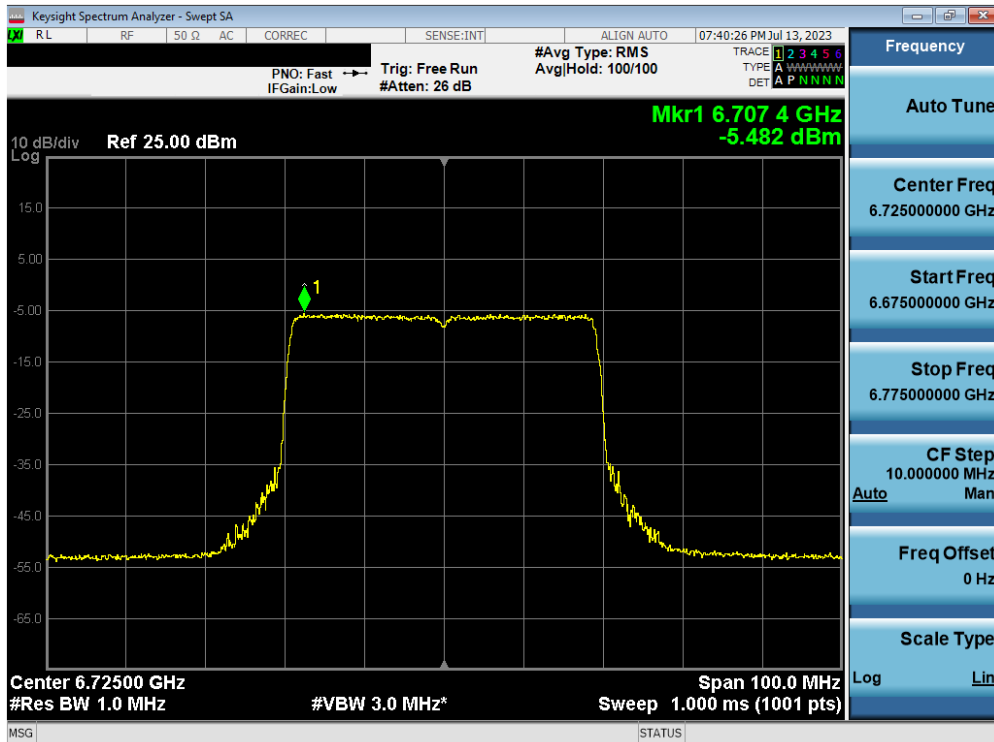 Keysight Spectrum Analyzer - Swept SA
LXI RL RF 50 Ω AC CORREC SENSE:INT ALIGN AUTO 07:40:26 PM Jul 13, 2023
PNO: Fast
IFGain:Low
Trig: Free Run
#Atten: 26 dB
#Avg Type: RMS
Avg|Hold: 100/100
TRACE 1 2 3 4 5 6
TYPE A WWWWW
DET A P N N N N
Mkr1 6.707 4 GHz
-5.482 dBm
10 dB/div Ref 25.00 dBm
Log
15.0
5.00
-5.00
-15.0
-25.0
-35.0
-45.0
-55.0
-65.0
1
Center 6.72500 GHz Span 100.0 MHz
#Res BW 1.0 MHz #VBW 3.0 MHz* Sweep 1.000 ms (1001 pts)
MSG STATUS
Frequency
Auto Tune
Center Freq
6.725000000 GHz
Start Freq
6.675000000 GHz
Stop Freq
6.775000000 GHz
CF Step
10.000000 MHz
Auto Man
Freq Offset
0 Hz
Scale Type
Log Lin